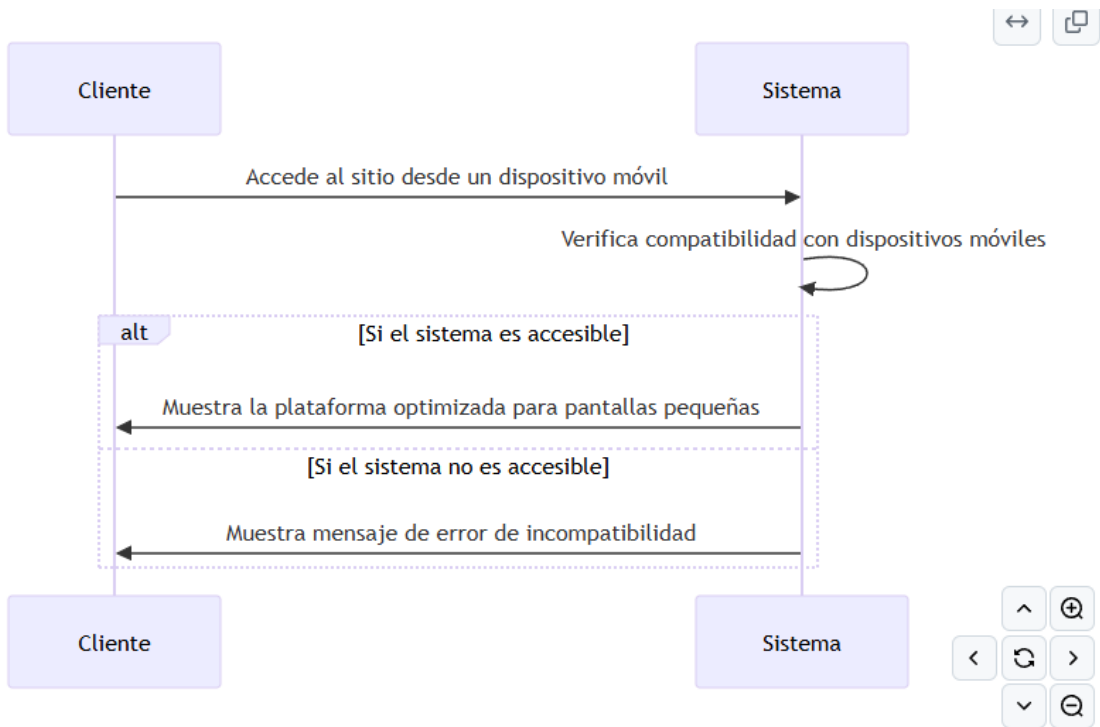 Cliente
Sistema
Accede al sitio desde un dispositivo móvil
Verifica compatibilidad con dispositivos móviles
alt
[Si el sistema es accesible]
Muestra la plataforma optimizada para pantallas pequeñas
[Si el sistema no es accesible]
Muestra mensaje de error de incompatibilidad
Cliente
Sistema